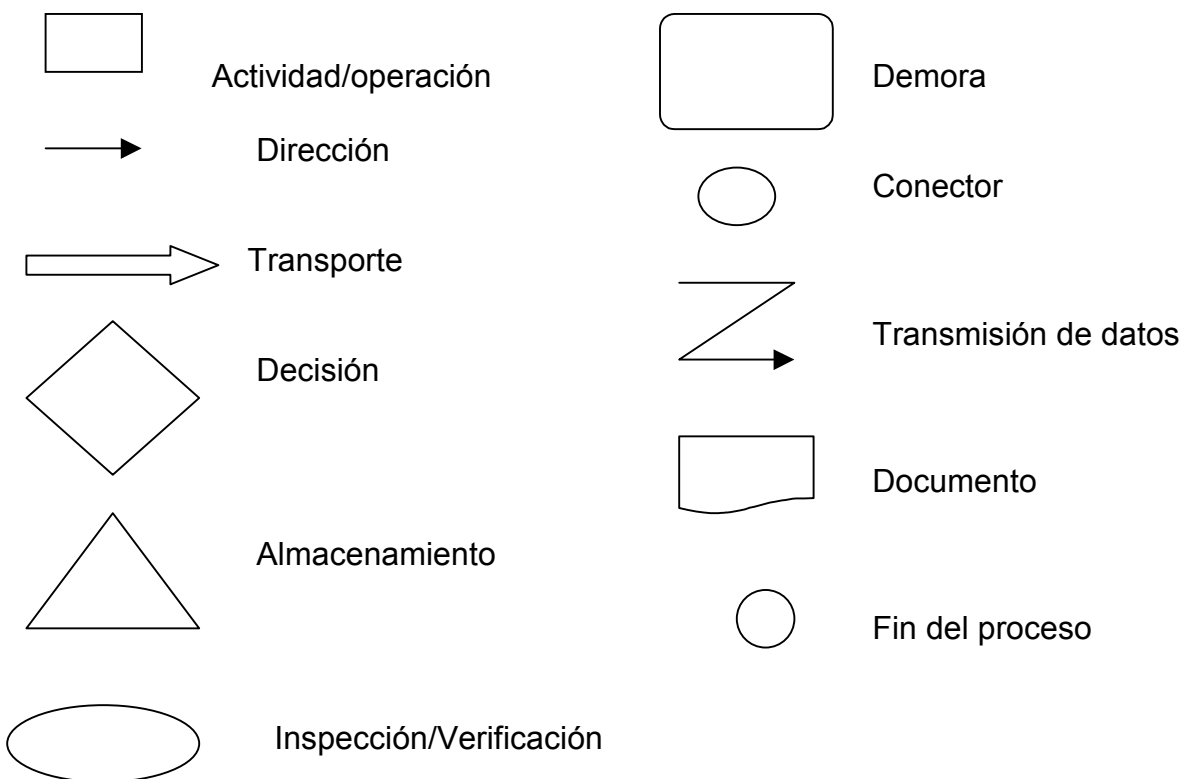 Actividad/operación
Dirección
Transporte
Decisión
Almacenamiento
Inspección/Verificación
Demora
Conector
Transmisión de datos
Documento
Fin del proceso